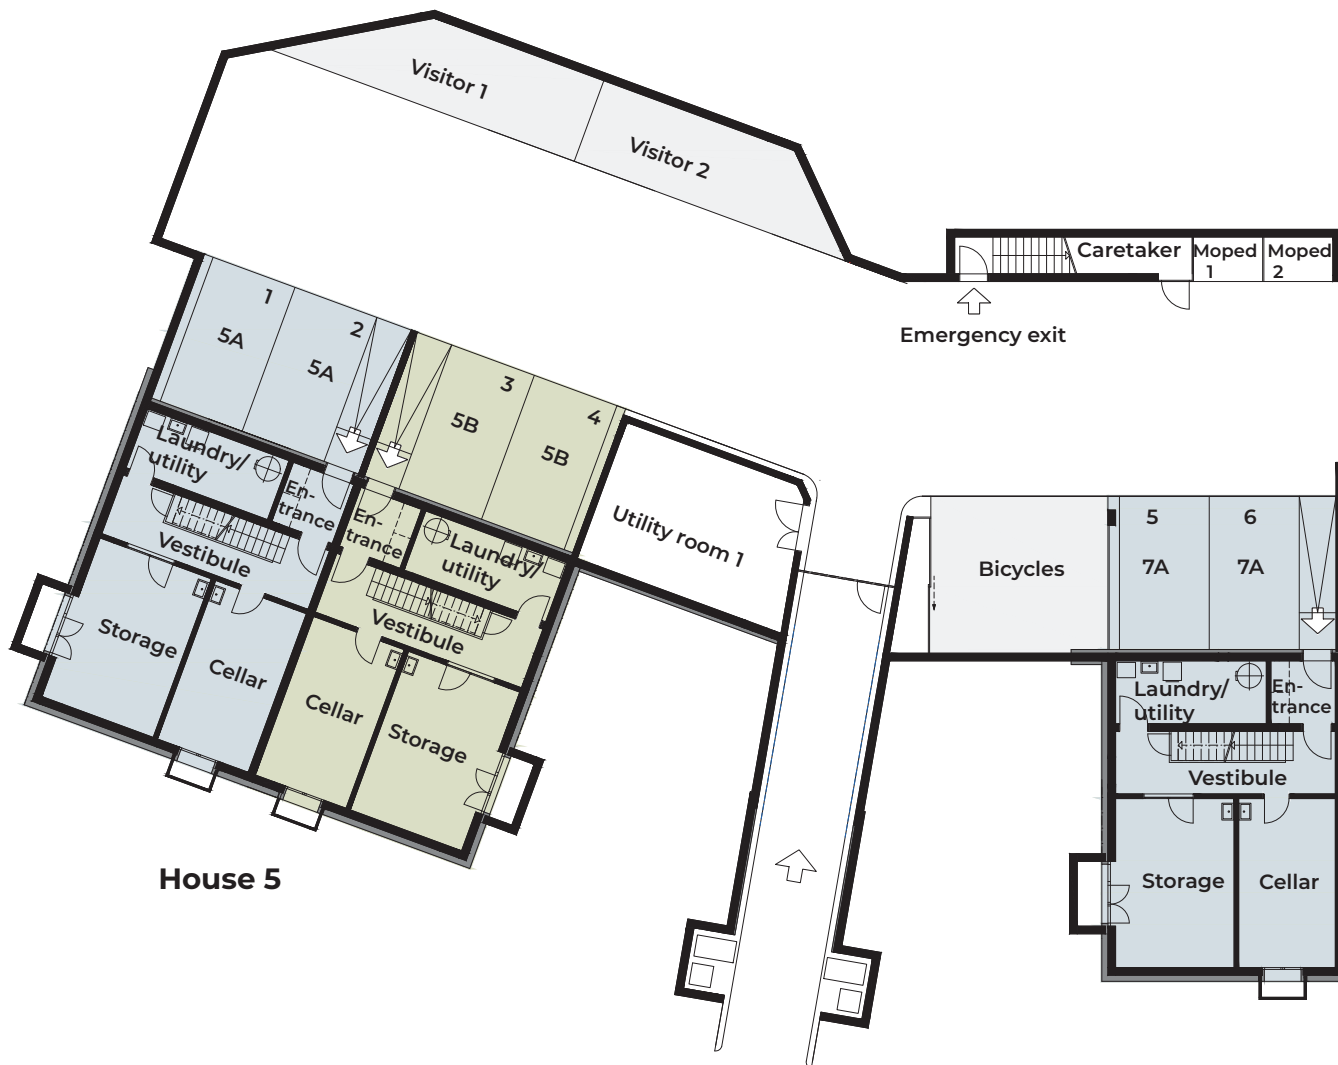 Visitor 1
Visitor 2
Caretaker
Moped
1
Moped
2
Emergency exit
1
5A
2
5A
3
5B
4
5B
Laundry/
utility
En-
trance
Vestibule
Storage
Cellar
En-
trance
Laundry/
utility
Vestibule
Cellar
Storage
Utility room 1
House 5
Bicycles
5
7A
6
7A
Laundry/
utility
En-
trance
Vestibule
Storage
Cellar